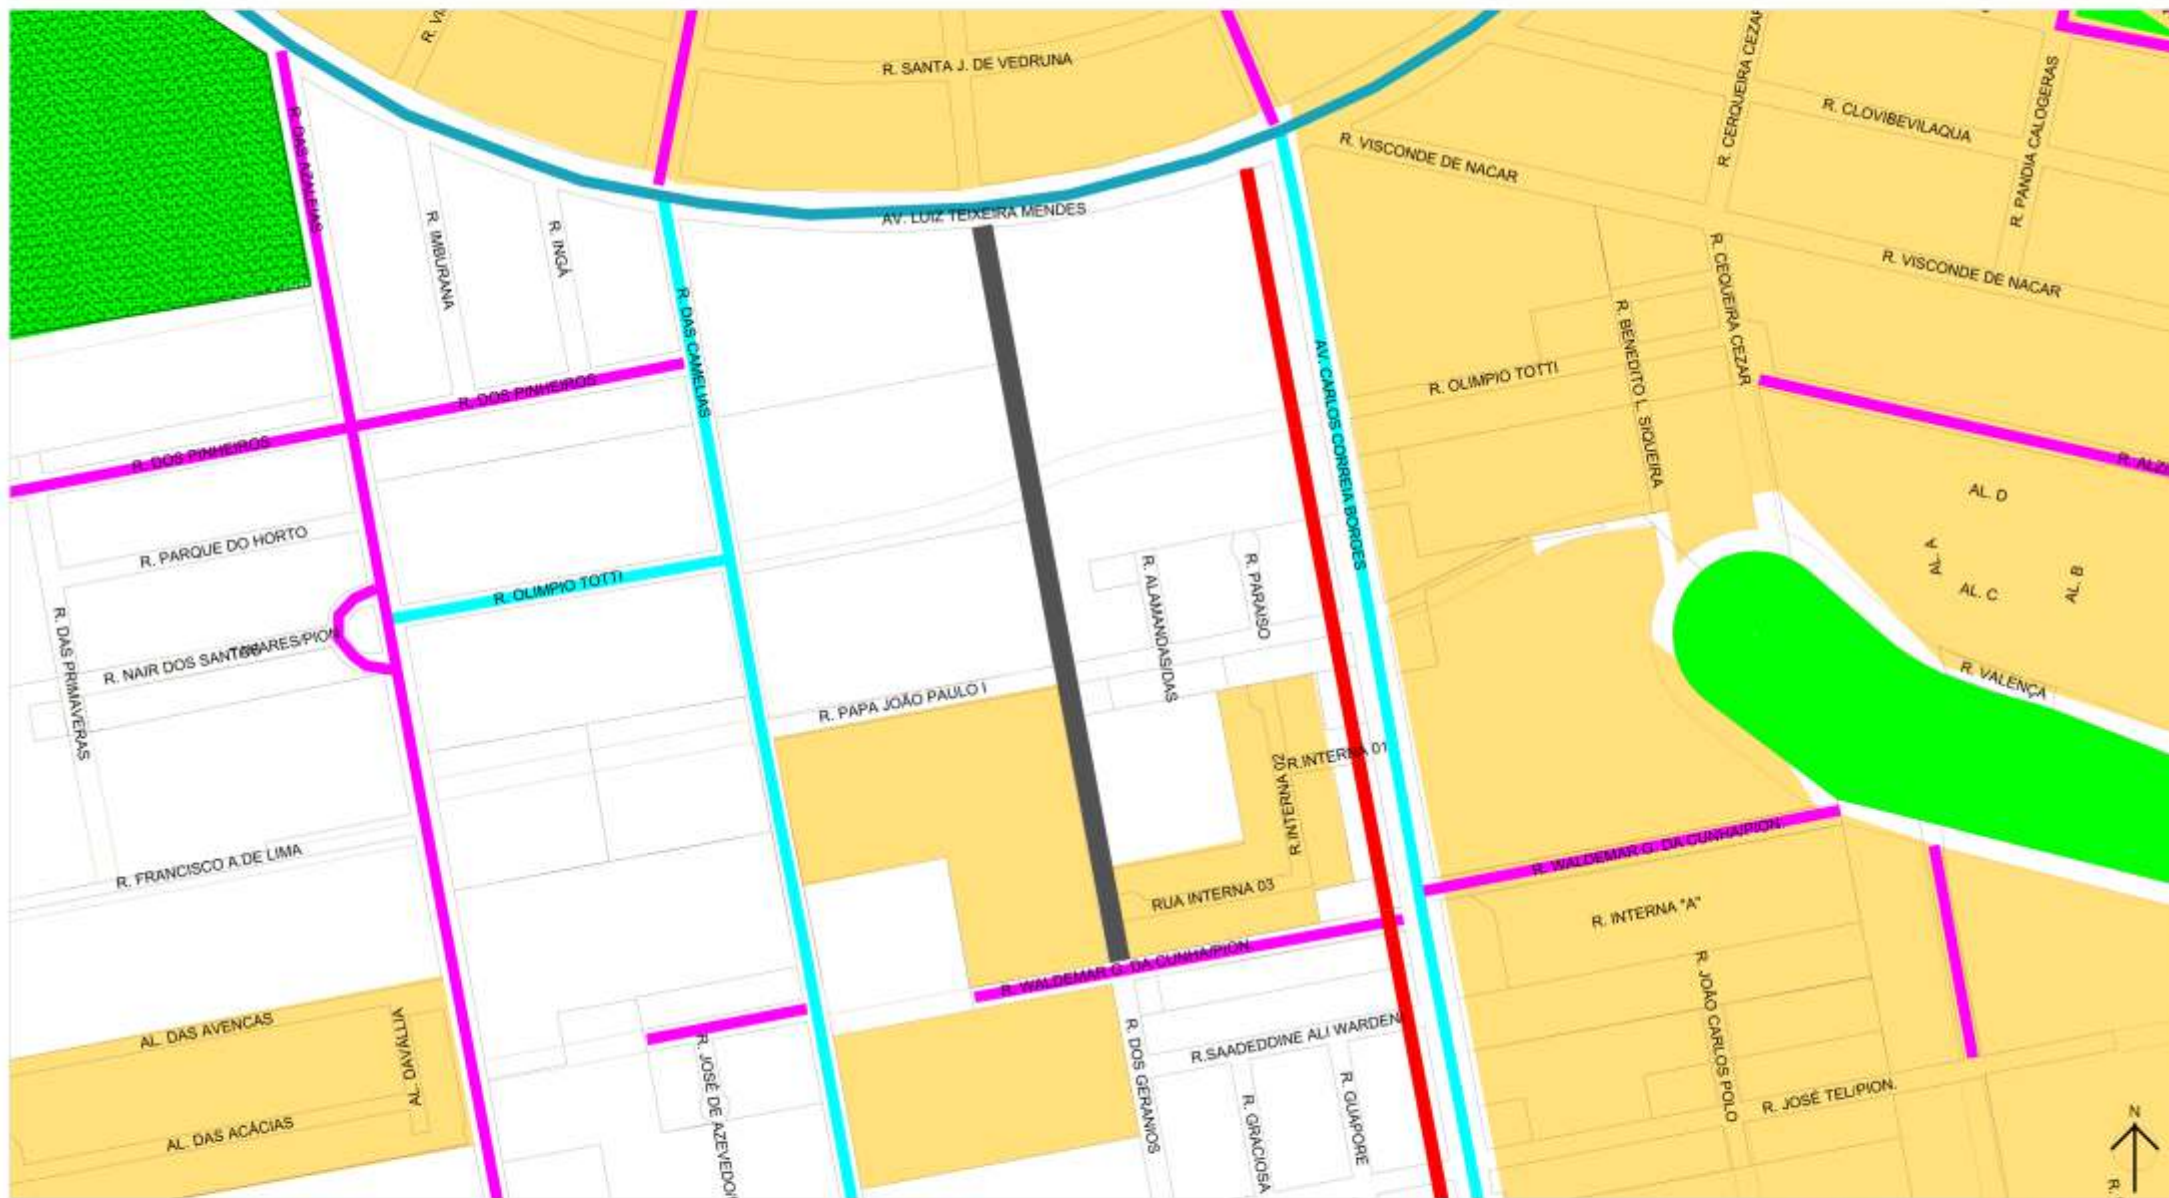 R. SANTA J. DE VEDRUNA
R. CERQUEIRA CEZAR
R. CLOVIBEVILAQUA
R. PANDIA CALOGERAS
R. DAS AZALEIAS
R. VISCONDE DE NACAR
AV. LUIZ TEIXEIRA MENDES
R. IMBURANA
R. INGÁ
R. VISCONDE DE NACAR
R. CEQUEIRA CEZAR
R. DAS CAMELIAS
R. BENEDITO L. SIQUEIRA
AV. CARLOS CORREIA BORGES
R. OLIMPIO TOTTI
R. DOS PINHEIROS
R. DOS PINHEIROS
AL. D
R. PARQUE DO HORTO
AL. A
AL. C
AL. B
R. OLIMPIO TOTTI
R. ALAMANDAS/DAS
R. PARAISO
R. DAS PRIMAVERAS
R. NAIR DOS SANTOS
TAVARES/PION.
R. VALENÇA
R. PAPA JOÃO PAULO I
R.INTERNA 01
R. INTERNA 02
R. FRANCISCO A.DE LIMA
R. WALDEMAR G. DA CUNHA/PION.
RUA INTERNA 03
R. INTERNA "A"
R. WALDEMAR G. DA CUNHA/PION.
R. JOÃO CARLOS POLO
AL. DAS AVENCAS
AL. DAVALLIA
R. JOSÉ DE AZEVEDO/
R. DOS GERANIOS
R.SAADEDDINE ALI WARDEN
R. GUAPORE
R. GRACIOSA
R. JOSÉ TEL/PION.
AL. DAS ACÁCIAS
N